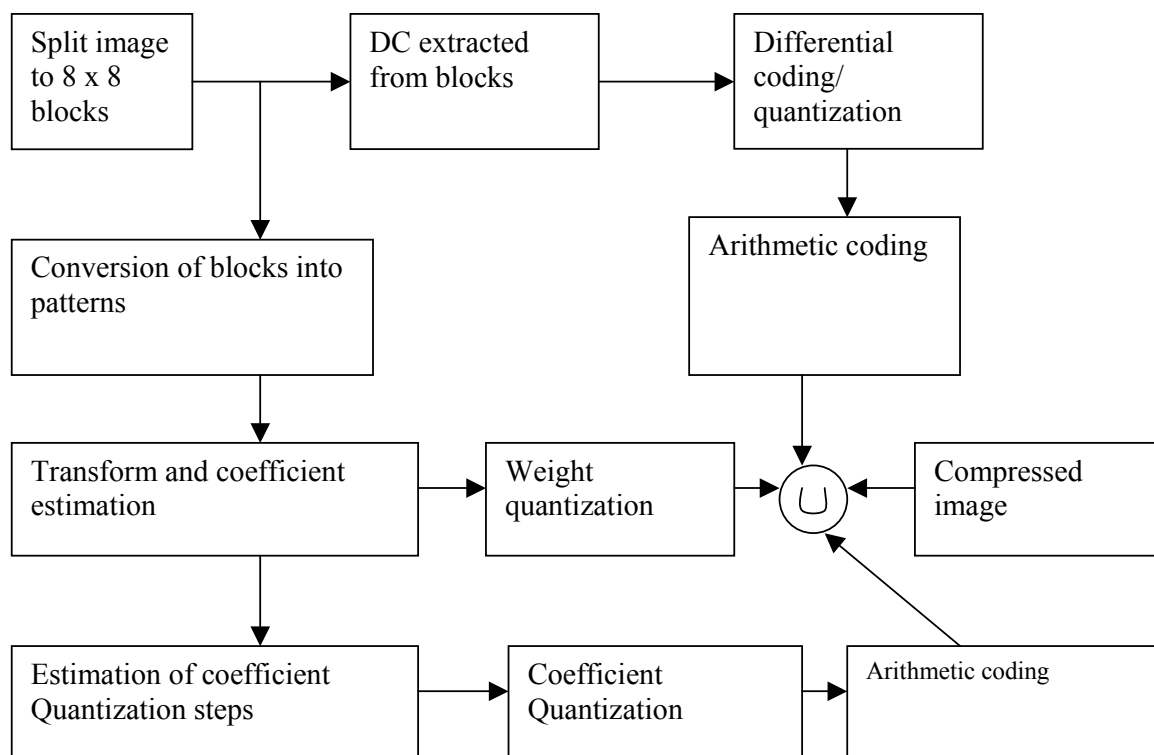 Split image
to 8 x 8
blocks
DC extracted
from blocks
Differential
coding/
quantization
Conversion of blocks into
patterns
Arithmetic coding
Transform and coefficient
estimation
Weight
quantization
∪
Compressed
image
Estimation of coefficient
Quantization steps
Coefficient
Quantization
Arithmetic coding